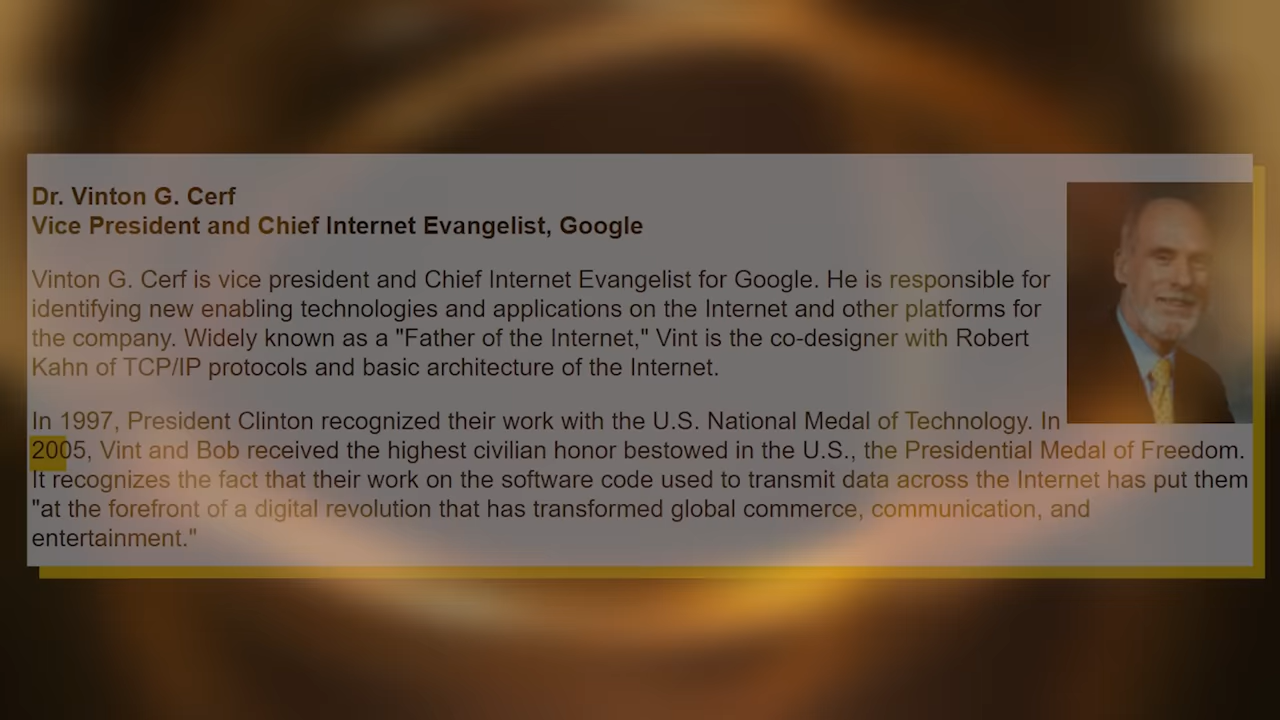 Dr. Vinton G. Cerf
Vice President and Chief Internet Evangelist, Google
Vinton G. Cerf is vice president and Chief Internet Evangelist for Google. He is responsible for
identifying new enabling technologies and applications on the Internet and other platforms for
the company. Widely known as a "Father of the Internet," Vint is the co-designer with Robert
Kahn of TCP/IP protocols and basic architecture of the Internet.
In 1997, President Clinton recognized their work with the U.S. National Medal of Technology. In
2005, Vint and Bob received the highest civilian honor bestowed in the U.S., the Presidential Medal of Freedom.
It recognizes the fact that their work on the software code used to transmit data across the Internet has put them
"at the forefront of a digital revolution that has transformed global commerce, communication, and
entertainment."